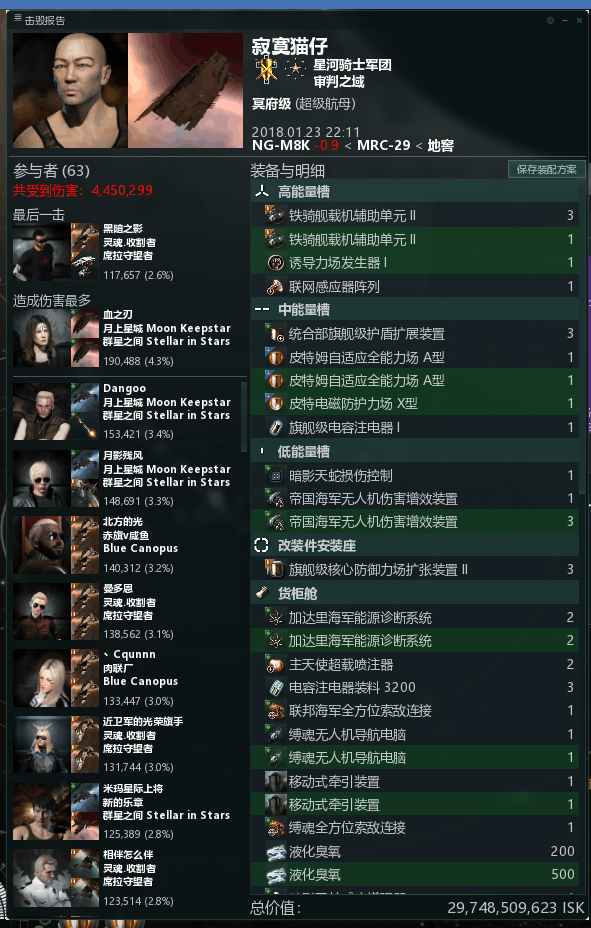 击毁报告
寂寞猫仔
星河骑士军团
审判之域
冥府级 (超级航母)
2018.01.23 22:11
NG-M8K -0.9 < MRC-29 < 地窖
参与者 (63)
共受到伤害: 4,450,299
最后一击
黑暗之影
灵魂.收割者
席拉守望者
117,657 (2.6%)
造成伤害最多
血之刃
月上星城 Moon Keepstar
群星之间 Stellar in Stars
190,488 (4.3%)
Dangoo
月上星城 Moon Keepstar
群星之间 Stellar in Stars
153,421 (3.4%)
月影残风
月上星城 Moon Keepstar
群星之间 Stellar in Stars
148,691 (3.3%)
北方的光
赤旗v咸鱼
Blue Canopus
140,312 (3.2%)
曼多恩
灵魂.收割者
席拉守望者
138,562 (3.1%)
丶Cqunnn
肉联厂
Blue Canopus
133,447 (3.0%)
近卫军的光荣旗手
灵魂.收割者
席拉守望者
131,744 (3.0%)
米玛星际上将
新的乐章
群星之间 Stellar in Stars
125,389 (2.8%)
相伴怎么伴
灵魂.收割者
席拉守望者
123,514 (2.8%)
装备与明细
保存装配方案
高能量槽
铁骑舰载机辅助单元 II 3
铁骑舰载机辅助单元 II 1
诱导力场发生器 I 1
联网感应器阵列 1
中能量槽
统合部旗舰级护盾扩展装置 3
皮特姆自适应全能力场 A型 1
皮特姆自适应全能力场 A型 1
皮特电磁防护力场 X型 1
旗舰级电容注电器 I 1
低能量槽
暗影天蛇损伤控制 1
帝国海军无人机伤害增效装置 1
帝国海军无人机伤害增效装置 3
改装件安装座
旗舰级核心防御力场扩张装置 II 3
货柜舱
加达里海军能源诊断系统 2
加达里海军能源诊断系统 2
主天使超载喷注器 2
电容注电器装料 3200 3
联邦海军全方位索敌连接 1
缚魂无人机导航电脑 1
缚魂无人机导航电脑 1
移动式牵引装置 1
移动式牵引装置 1
缚魂全方位索敌连接 1
液化臭氧 200
液化臭氧 500
总价值: 29,748,509,623 ISK